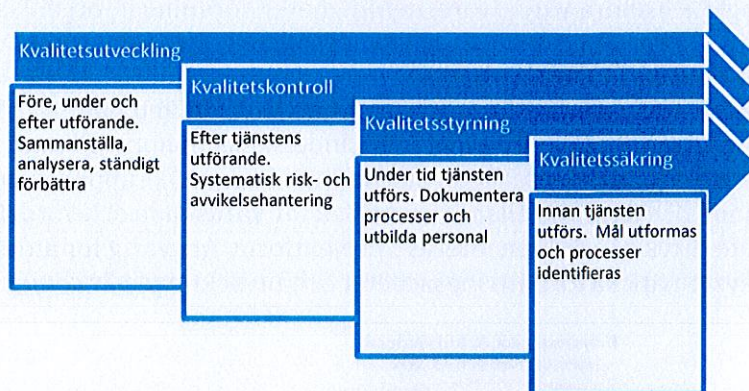 Kvalitetsutveckling
Före, under och
efter utförande.
Sammanställa,
analysera, ständigt
förbättra
Kvalitetskontroll
Efter tjänstens
utförande.
Systematisk risk- och
avvikelsehantering
Kvalitetsstyrning
Under tid tjänsten
utförs. Dokumentera
processer och
utbilda personal
Kvalitetssäkring
Innan tjänsten
utförs. Mål utformas
och processer
identifieras